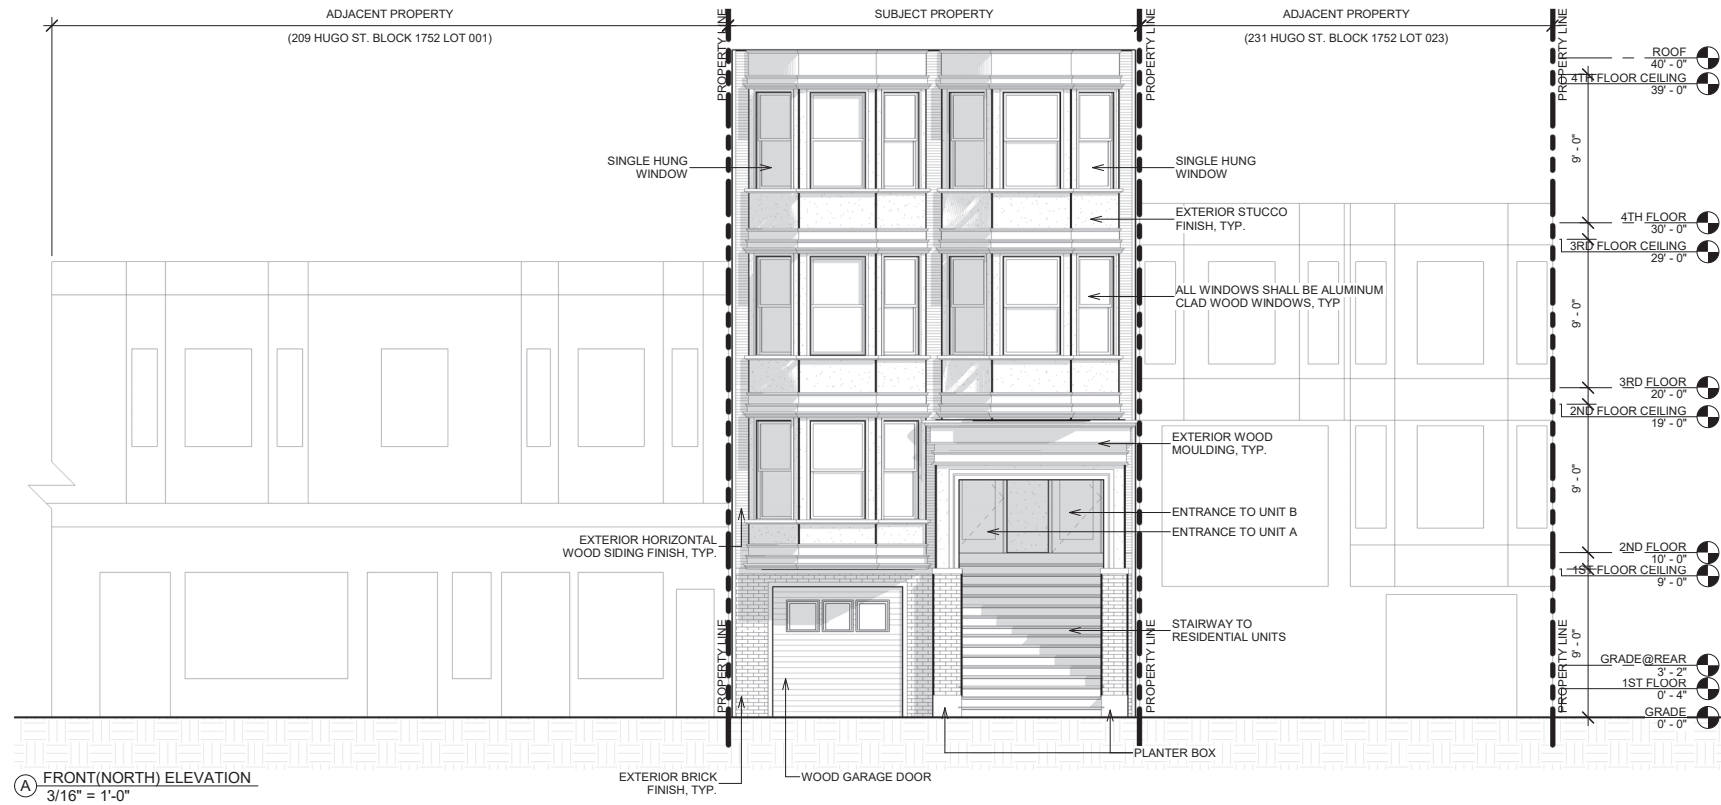 ADJACENT PROPERTY
(209 HUGO ST. BLOCK 1752 LOT 001)
SUBJECT PROPERTY
ADJACENT PROPERTY
(231 HUGO ST. BLOCK 1752 LOT 023)
PROPERTY LINE
PROPERTY LINE
PROPERTY LINE
ROOF
40' - 0"
4TH FLOOR CEILING
39' - 0"
9' - 0"
SINGLE HUNG
WINDOW
SINGLE HUNG
WINDOW
EXTERIOR STUCCO
FINISH, TYP.
4TH FLOOR
30' - 0"
3RD FLOOR CEILING
29' - 0"
ALL WINDOWS SHALL BE ALUMINUM
CLAD WOOD WINDOWS, TYP
9' - 0"
3RD FLOOR
20' - 0"
2ND FLOOR CEILING
19' - 0"
EXTERIOR WOOD
MOULDING, TYP.
9' - 0"
ENTRANCE TO UNIT B
ENTRANCE TO UNIT A
EXTERIOR HORIZONTAL
WOOD SIDING FINISH, TYP.
2ND FLOOR
10' - 0"
1ST FLOOR CEILING
9' - 0"
STAIRWAY TO
RESIDENTIAL UNITS
9' - 0"
PROPERTY LINE
PROPERTY LINE
PROPERTY LINE
GRADE@REAR
3' - 2"
1ST FLOOR
0' - 4"
GRADE
0' - 0"
PLANTER BOX
EXTERIOR BRICK
FINISH, TYP.
WOOD GARAGE DOOR
A
FRONT(NORTH) ELEVATION
3/16" = 1'-0"